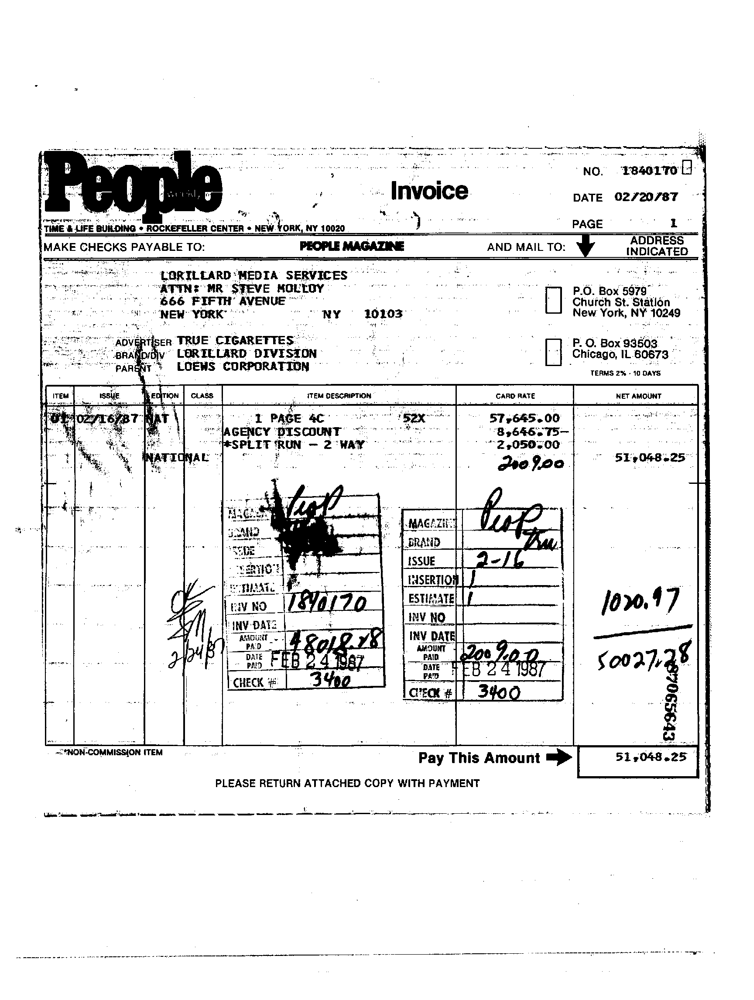 People
weekly
Invoice
NO. 1840170
DATE 02/20/87
PAGE 1
TIME & LIFE BUILDING • ROCKEFELLER CENTER • NEW YORK, NY 10020
MAKE CHECKS PAYABLE TO: PEOPLE MAGAZINE AND MAIL TO: ADDRESS INDICATED
LORILLARD MEDIA SERVICES
ATTN: MR STEVE MOLLOY
666 FIFTH AVENUE
NEW YORK NY 10103
P.O. Box 5979
Church St. Station
New York, NY 10249
ADVERTISER TRUE CIGARETTES
BRAND/DIV LORILLARD DIVISION
PARENT LOEWS CORPORATION
P. O. Box 93603
Chicago, IL 60673
TERMS 2% - 10 DAYS
ITEM ISSUE EDITION CLASS ITEM DESCRIPTION CARD RATE NET AMOUNT
01 02/16/87 NAT 1 PAGE 4C 52X 57,645.00
AGENCY DISCOUNT 8,646.75-
*SPLIT RUN - 2 WAY 2,050.00
NATIONAL 51,048.25
2009.00
MAGAZINE Peop
BRAND
ISSUE
INSERTION
ESTIMATE
INV NO 1840170
INV DATE
AMOUNT PAID 48018.28
DATE PAID FEB 24 1987
CHECK # 3400
OK
2/24/87
MAGAZINE Peop
BRAND Tru
ISSUE 2-16
INSERTION 1
ESTIMATE 1
INV NO
INV DATE
AMOUNT PAID 2009.00
DATE PAID FEB 24 1987
CHECK # 3400
1020.97
50027.28
97065643
*NON-COMMISSION ITEM
Pay This Amount 51,048.25
PLEASE RETURN ATTACHED COPY WITH PAYMENT